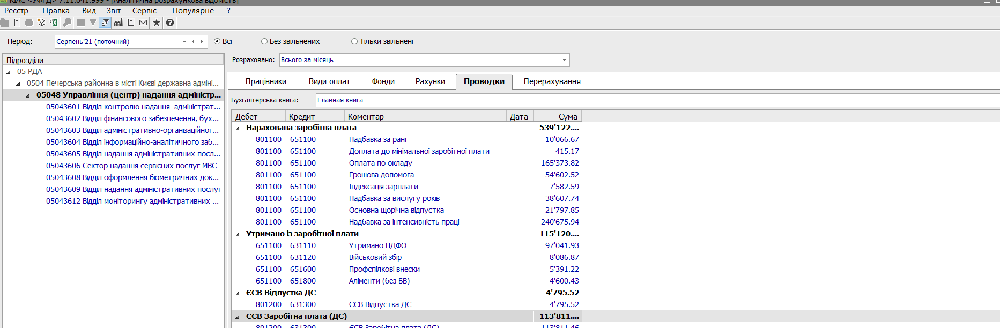 КІАС <УФГД> 7.11.041.999 - [Аналітична розрахункова відомість]
Реєстр Правка Вид Звіт Сервіс Популярне ?
Період: Серпень'21 (поточний) Всі Без звільнених Тільки звільнені
Підрозділи
05 РДА
0504 Печерська районна в місті Києві державна адміні...
05048 Управління (центр) надання адміністр...
05043601 Відділ контролю надання адміністрат...
05043602 Відділ фінансового забезпечення, бух...
05043603 Відділ адміністративно-організаційног...
05043604 Відділ інформаційно-аналітичного заб...
05043605 Відділ надання адміністративних посл...
05043606 Сектор надання сервісних послуг МВС
05043608 Відділ оформлення біометричних док...
05043609 Відділ надання адміністративних послуг
05043612 Відділ моніторингу адміністративних ...
Розраховано: Всього за місяць
Працівники Види оплат Фонди Рахунки Проводки Перерахування
Бухгалтерська книга: Главная книга
Дебет Кредит Коментар Дата Сума
Нарахована заробітна плата 539'122....
801100 651100 Надбавка за ранг 10'066.67
801100 651100 Доплата до мінімальної заробітної плати 415.17
801100 651100 Оплата по окладу 165'373.82
801100 651100 Грошова допомога 54'602.52
801100 651100 Індексація зарплати 7'582.59
801100 651100 Надбавка за вислугу років 38'607.74
801100 651100 Основна щорічна відпустка 21'797.85
801100 651100 Надбавка за інтенсивність праці 240'675.94
Утримано із заробітної плати 115'120....
651100 631110 Утримано ПДФО 97'041.93
651100 631120 Військовий збір 8'086.87
651100 651600 Профспілкові внески 5'391.22
651100 651800 Аліменти (без БВ) 4'600.43
ЄСВ Відпустка ДС 4'795.52
801200 631300 ЄСВ Відпустка ДС 4'795.52
ЄСВ Заробітна плата (ДС) 113'811....
801200 631300 ЄСВ Заробітна плата (ДС) 113'811.46